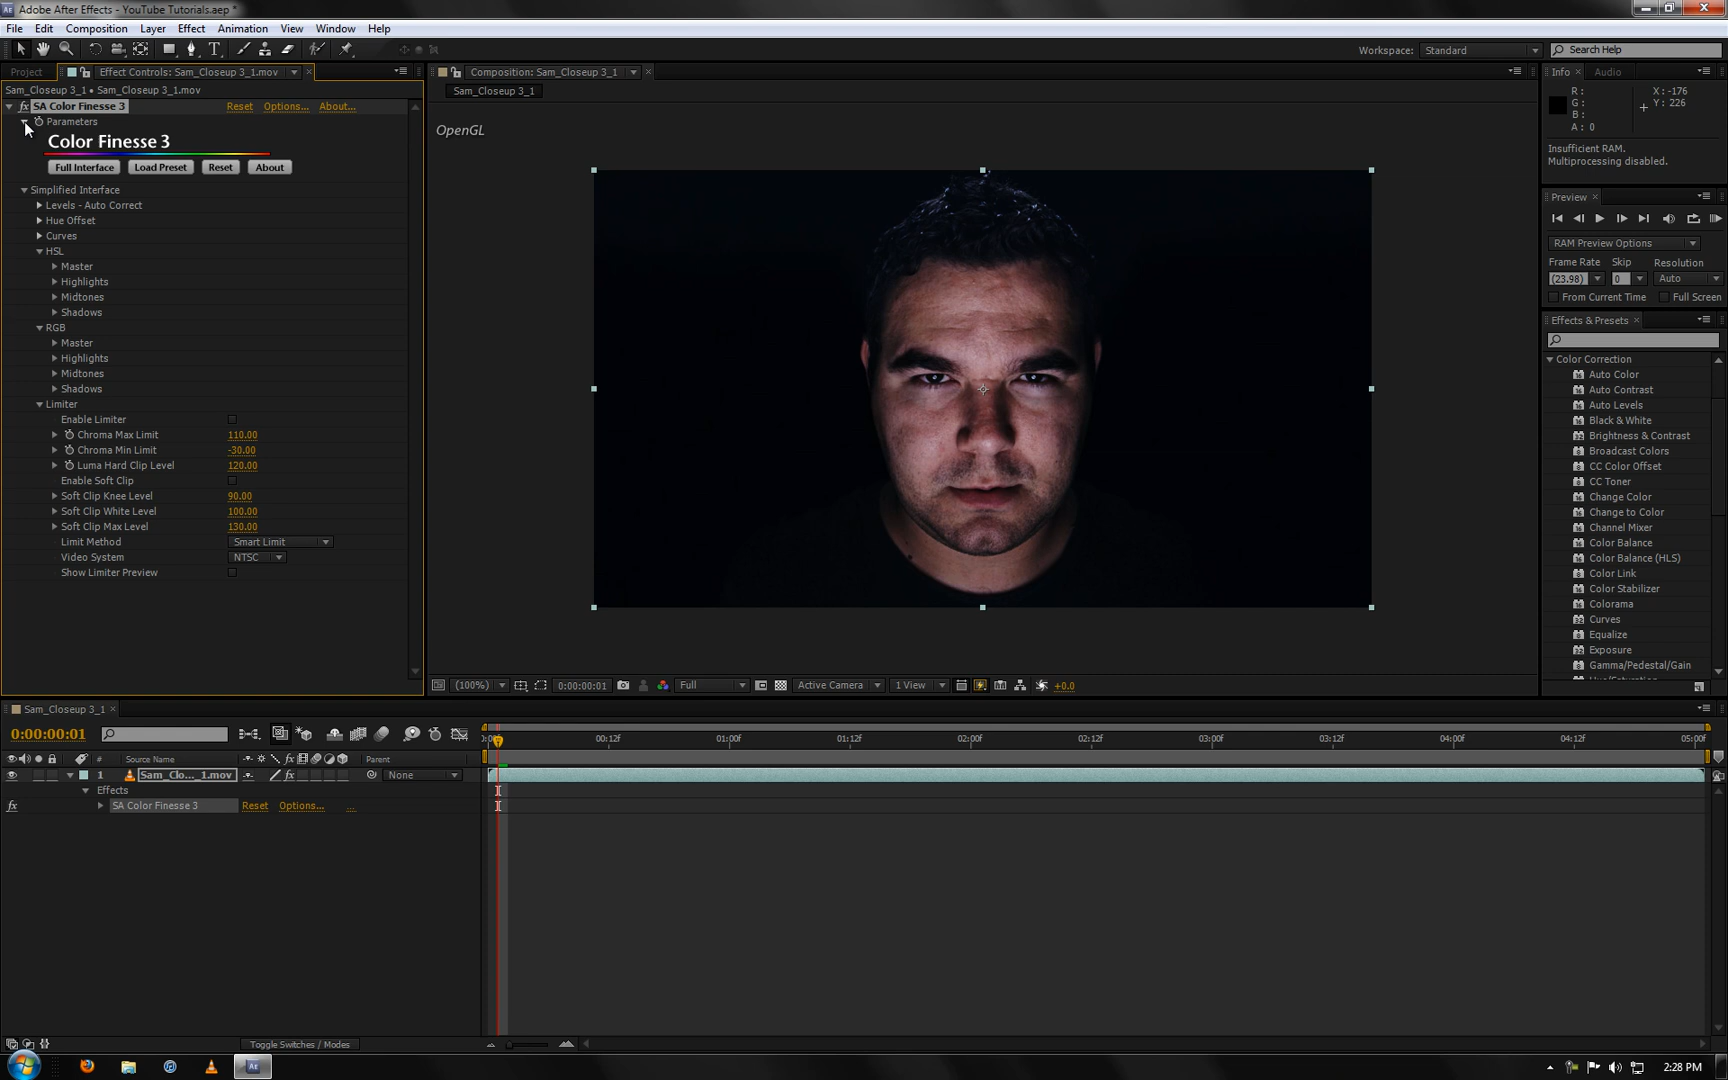 Adobe After Effects - YouTube Tutorials.aep *
File Edit Composition Layer Effect Animation View Window Help
Workspace: Standard Search Help
Project Effect Controls: Sam_Closeup 3_1.mov
Sam_Closeup 3_1 • Sam_Closeup 3_1.mov
fx SA Color Finesse 3 Reset Options... About...
Parameters
Color Finesse 3
Full Interface Load Preset Reset About
Simplified Interface
Levels - Auto Correct
Hue Offset
Curves
HSL
Master
Highlights
Midtones
Shadows
RGB
Master
Highlights
Midtones
Shadows
Limiter
Enable Limiter
Chroma Max Limit 110.00
Chroma Min Limit -30.00
Luma Hard Clip Level 120.00
Enable Soft Clip
Soft Clip Knee Level 90.00
Soft Clip White Level 100.00
Soft Clip Max Level 130.00
Limit Method Smart Limit
Video System NTSC
Show Limiter Preview
Composition: Sam_Closeup 3_1
Sam_Closeup 3_1
OpenGL
(100%) 0:00:00:01 Full Active Camera 1 View +0.0
Info Audio
R: X: -176
G: Y: 226
B:
A: 0
Insufficient RAM.
Multiprocessing disabled.
Preview
RAM Preview Options
Frame Rate Skip Resolution
(23.98) 0 Auto
From Current Time Full Screen
Effects & Presets
Color Correction
Auto Color
Auto Contrast
Auto Levels
Black & White
Brightness & Contrast
Broadcast Colors
CC Color Offset
CC Toner
Change Color
Change to Color
Channel Mixer
Color Balance
Color Balance (HLS)
Color Link
Color Stabilizer
Colorama
Curves
Equalize
Exposure
Gamma/Pedestal/Gain
Sam_Closeup 3_1
0:00:00:01
00:12f 01:00f 01:12f 02:00f 02:12f 03:00f 03:12f 04:00f 04:12f 05:00f
# Source Name fx Parent
1 Sam_Clo..._1.mov fx None
Effects
fx SA Color Finesse 3 Reset Options... ...
Toggle Switches / Modes
Ae 2:28 PM